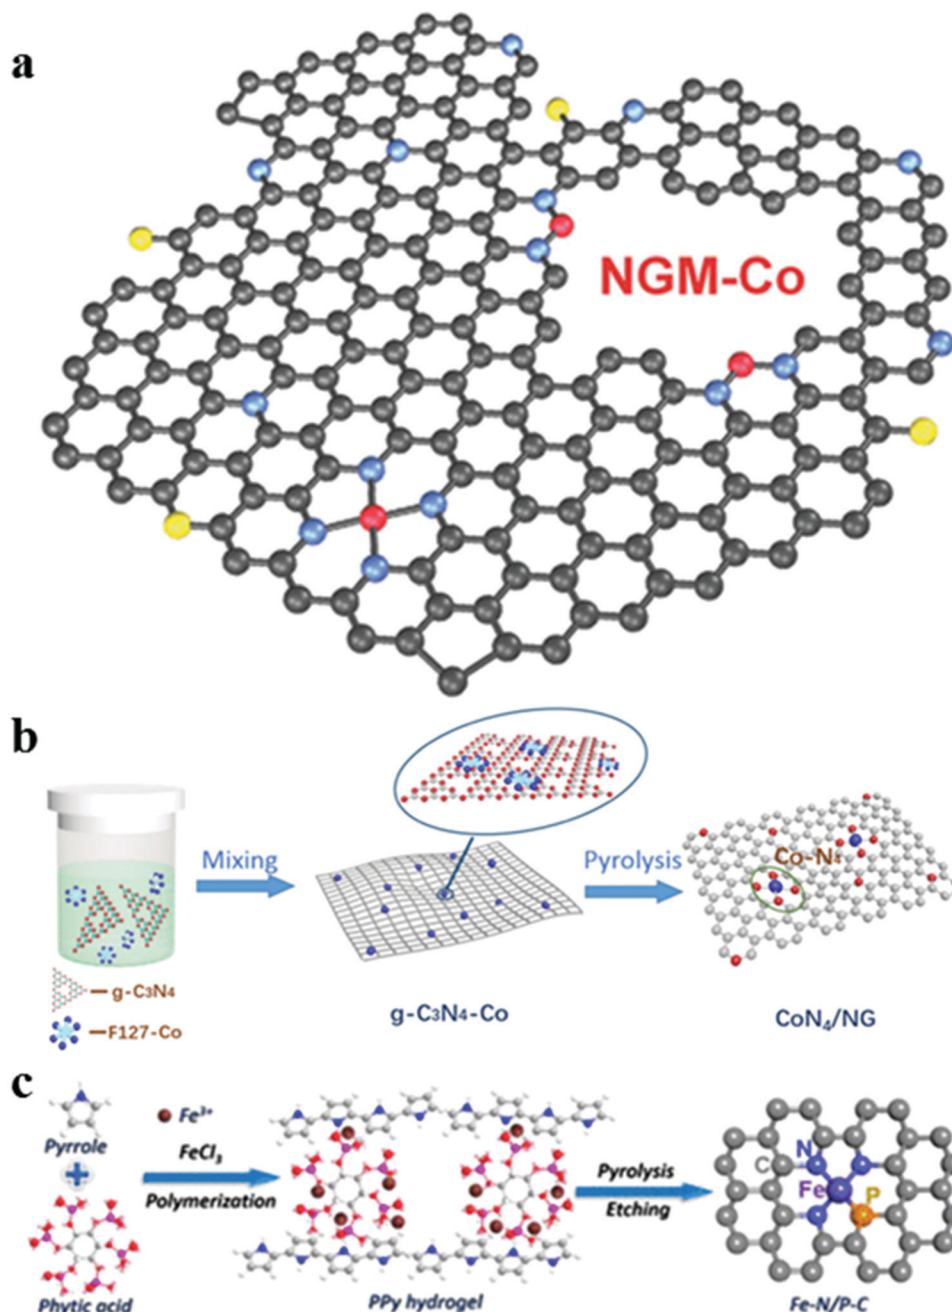 a
NGM-Co
b
Mixing
Pyrolysis
Co-N₄
g-C₃N₄
F127-Co
g-C₃N₄-Co
CoN₄/NG
c
Pyrrole
Phytic acid
Fe³⁺
FeCl₃
Polymerization
PPy hydrogel
Pyrolysis
Etching
N
C
Fe
P
Fe-N/P-C